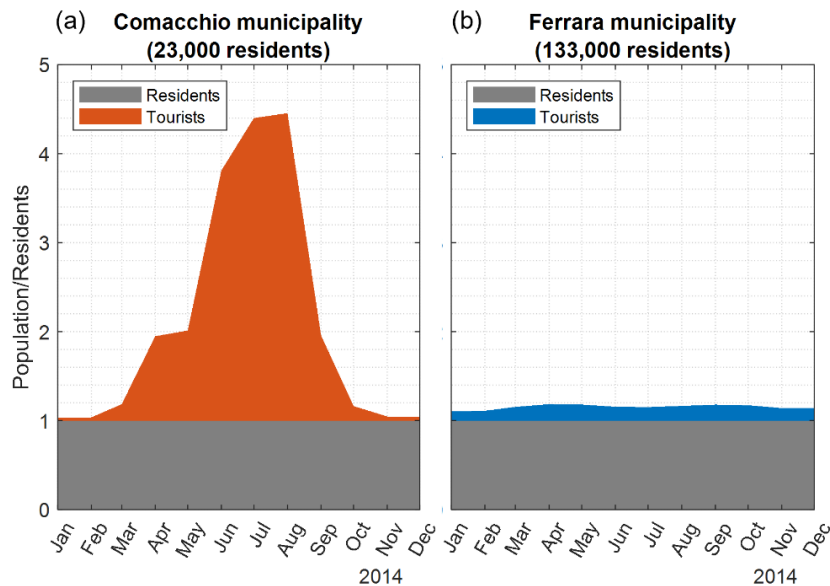 (a)
Comacchio municipality
(23,000 residents)
Residents
Tourists
Population/Residents
5
4
3
2
1
0
Jan
Feb
Mar
Apr
May
Jun
Jul
Aug
Sep
Oct
Nov
Dec
2014
(b)
Ferrara municipality
(133,000 residents)
Residents
Tourists
Jan
Feb
Mar
Apr
May
Jun
Jul
Aug
Sep
Oct
Nov
Dec
2014